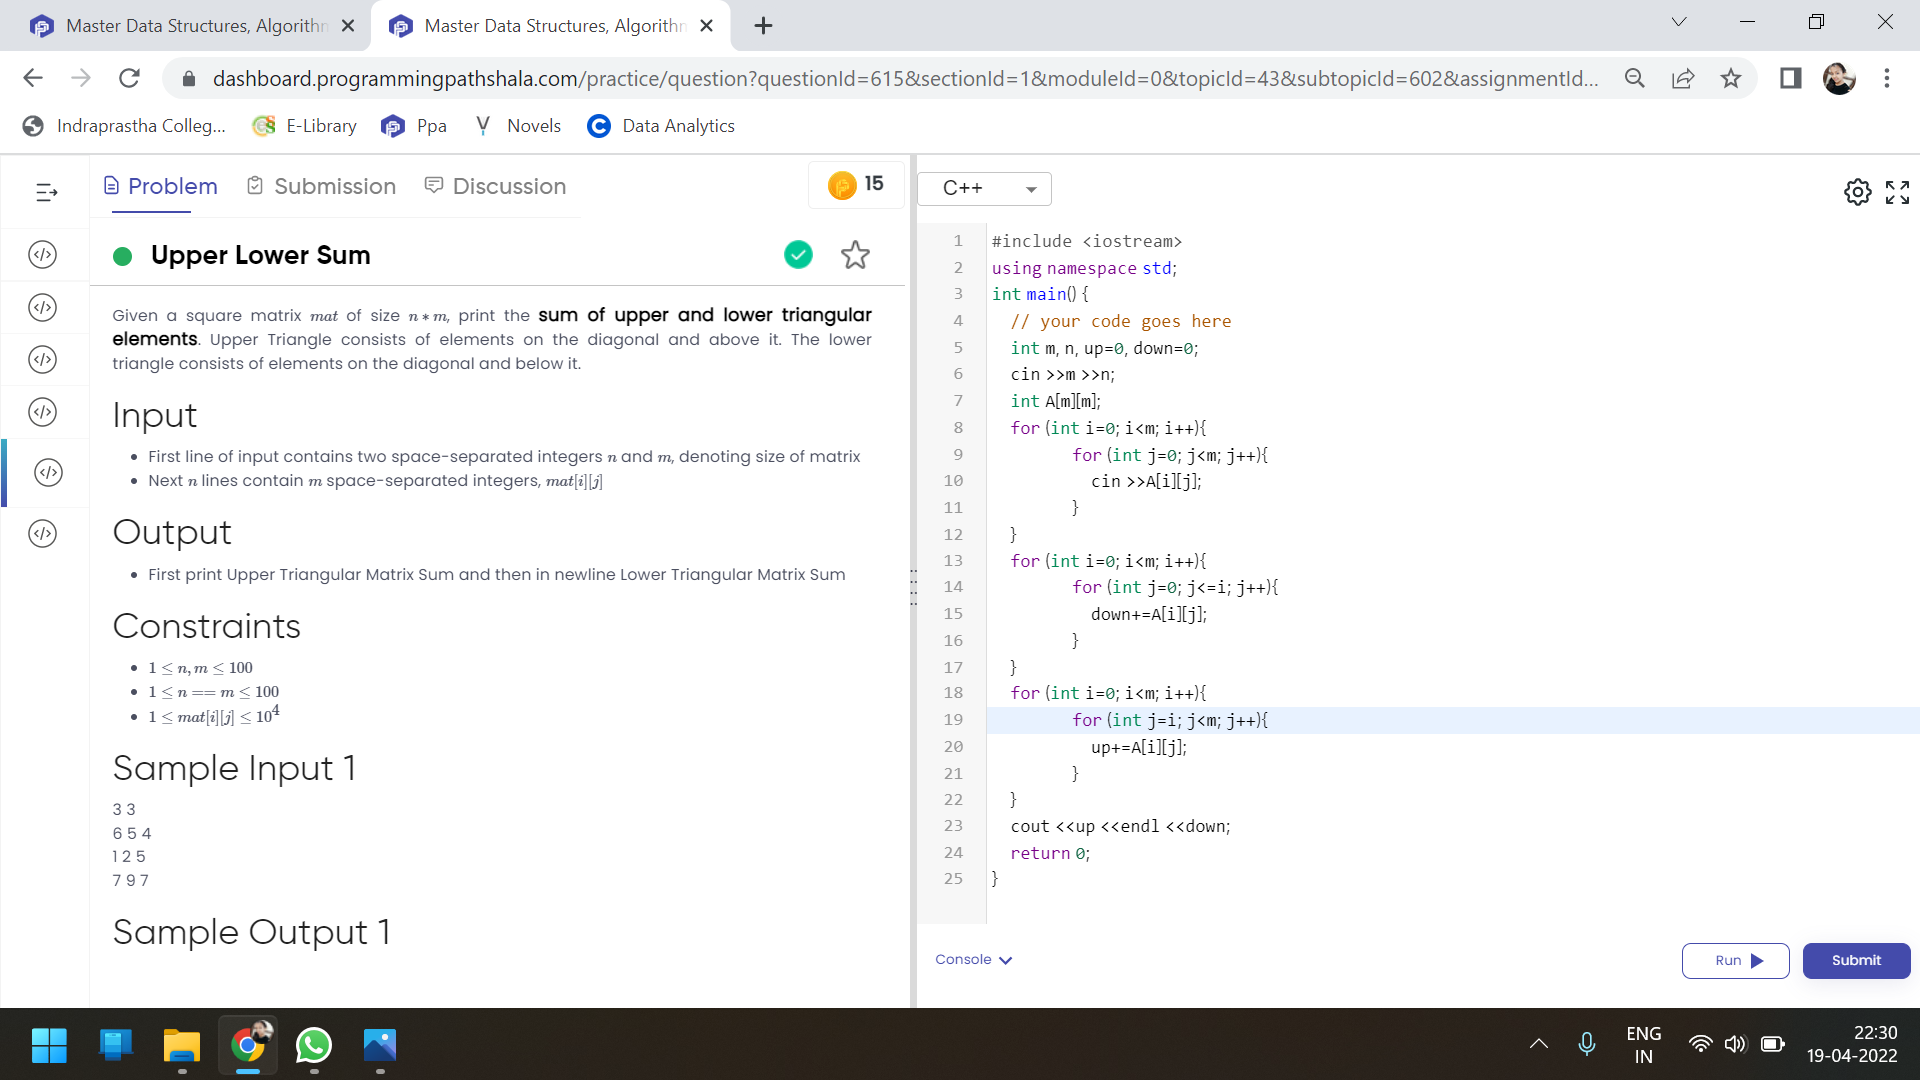 Master Data Structures, Algorithm
Master Data Structures, Algorithm
dashboard.programmingpathshala.com/practice/question?questionId=615&sectionId=1&moduleId=0&topicId=43&subtopicId=602&assignmentId...
Indraprastha Colleg...
E-Library
Ppa
Novels
Data Analytics
Problem
Submission
Discussion
15
Upper Lower Sum
Given a square matrix mat of size n * m, print the sum of upper and lower triangular
elements. Upper Triangle consists of elements on the diagonal and above it. The lower
triangle consists of elements on the diagonal and below it.
Input
• First line of input contains two space-separated integers n and m, denoting size of matrix
• Next n lines contain m space-separated integers, mat[i][j]
Output
• First print Upper Triangular Matrix Sum and then in newline Lower Triangular Matrix Sum
Constraints
• 1 ≤ n, m ≤ 100
• 1 ≤ n == m ≤ 100
• 1 ≤ mat[i][j] ≤ 10^4
Sample Input 1
3 3
6 5 4
1 2 5
7 9 7
Sample Output 1
C++
1 #include <iostream>
2 using namespace std;
3 int main() {
4 // your code goes here
5 int m, n, up=0, down=0;
6 cin >>m >>n;
7 int A[m][m];
8 for (int i=0; i<m; i++){
9 for (int j=0; j<m; j++){
10 cin >>A[i][j];
11 }
12 }
13 for (int i=0; i<m; i++){
14 for (int j=0; j<=i; j++){
15 down+=A[i][j];
16 }
17 }
18 for (int i=0; i<m; i++){
19 for (int j=i; j<m; j++){
20 up+=A[i][j];
21 }
22 }
23 cout <<up <<endl <<down;
24 return 0;
25 }
Console
Run
Submit
ENG
IN
22:30
19-04-2022